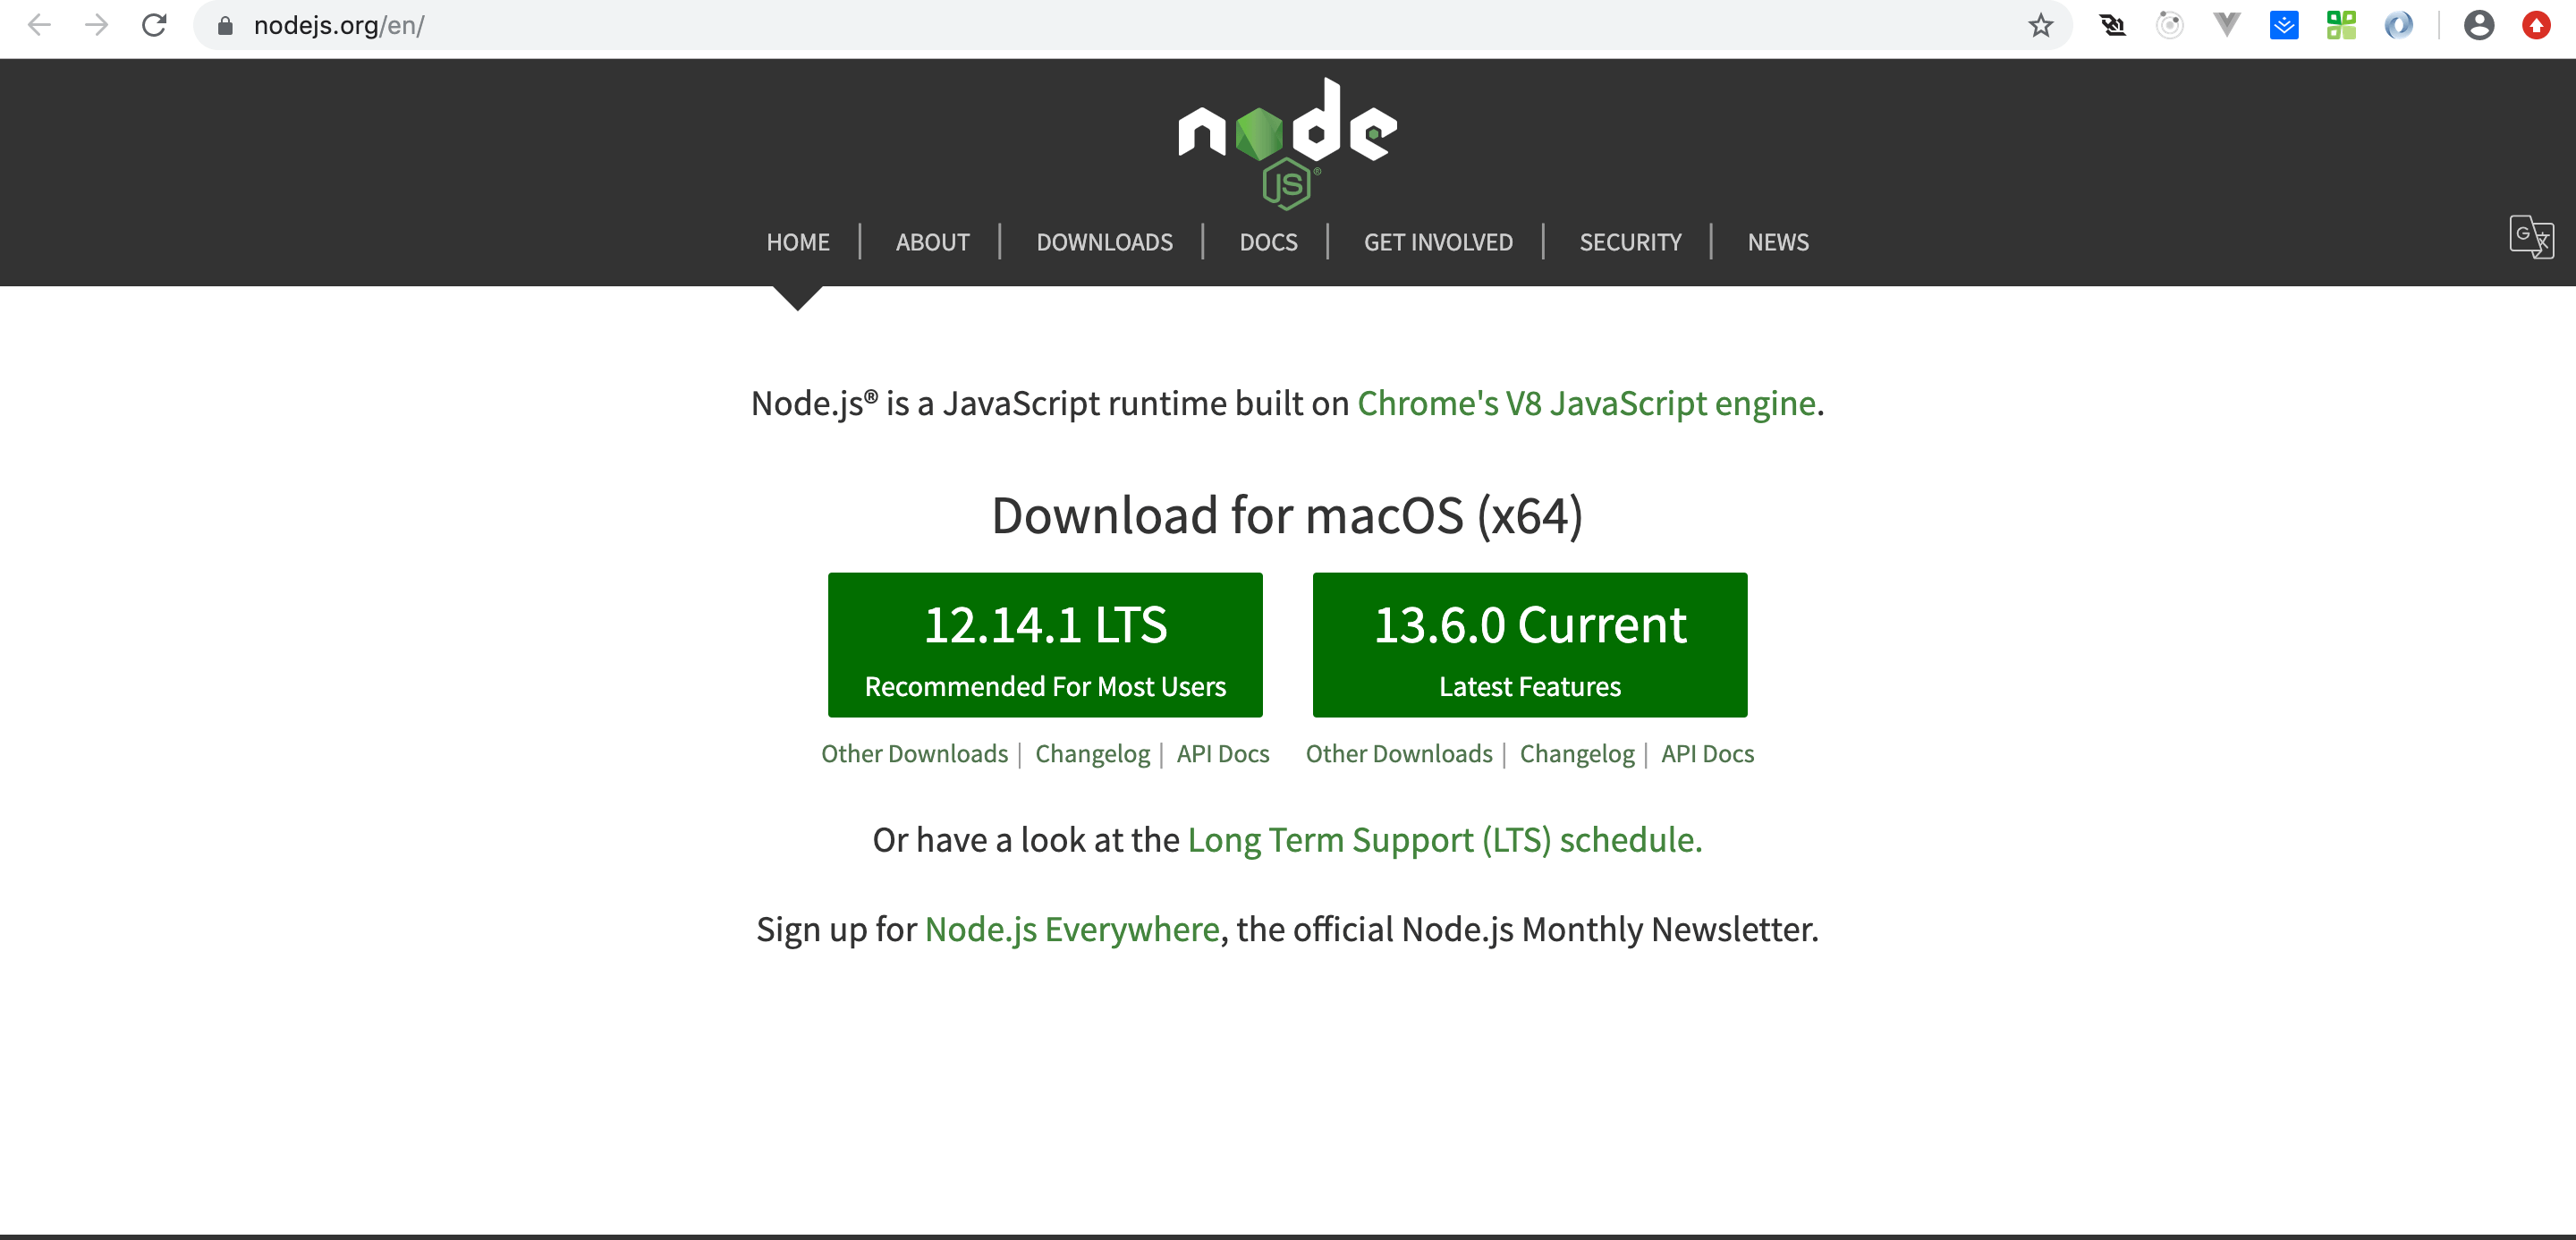 nodejs.org/en/
node
JS®
HOME | ABOUT | DOWNLOADS | DOCS | GET INVOLVED | SECURITY | NEWS
Node.js® is a JavaScript runtime built on Chrome's V8 JavaScript engine.
Download for macOS (x64)
12.14.1 LTS
Recommended For Most Users
13.6.0 Current
Latest Features
Other Downloads | Changelog | API Docs
Other Downloads | Changelog | API Docs
Or have a look at the Long Term Support (LTS) schedule.
Sign up for Node.js Everywhere, the official Node.js Monthly Newsletter.